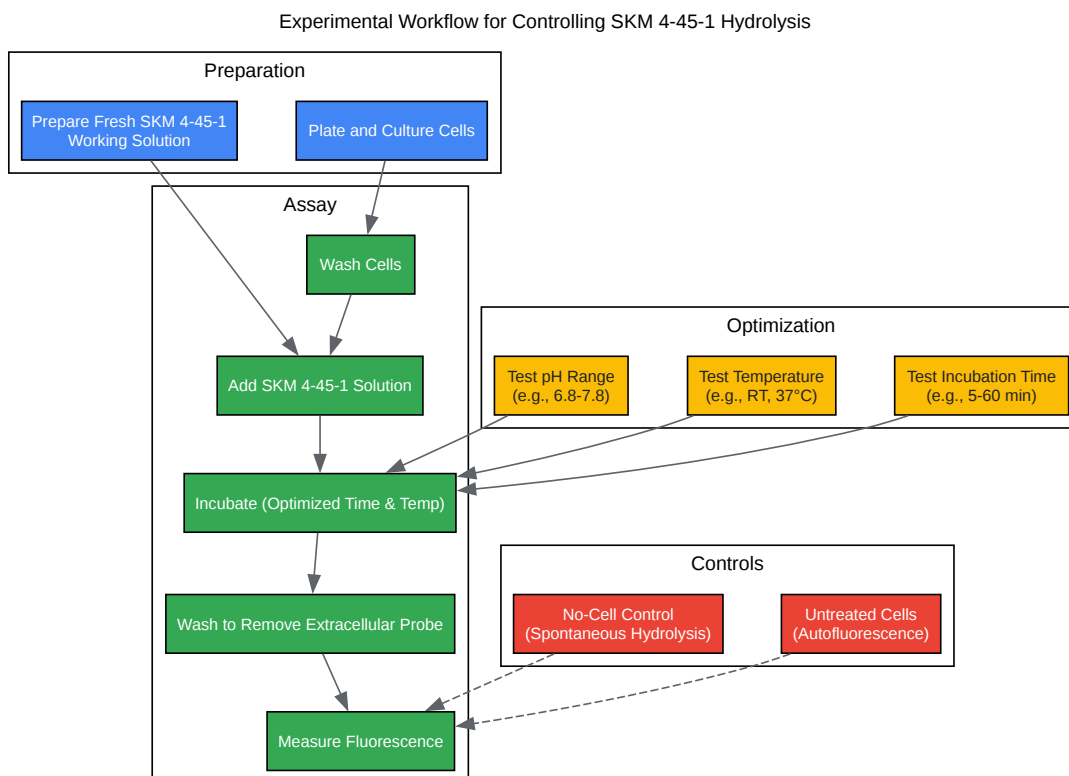 Experimental Workflow for Controlling SKM 4-45-1 Hydrolysis
Preparation
Prepare Fresh SKM 4-45-1
Working Solution
Plate and Culture Cells
Assay
Wash Cells
Optimization
Add SKM 4-45-1 Solution
Test pH Range
(e.g., 6.8-7.8)
Test Temperature
(e.g., RT, 37°C)
Test Incubation Time
(e.g., 5-60 min)
Incubate (Optimized Time & Temp)
Controls
Wash to Remove Extracellular Probe
No-Cell Control
(Spontaneous Hydrolysis)
Untreated Cells
(Autofluorescence)
Measure Fluorescence